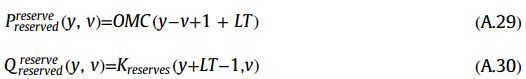 P^{reserve}_{reserved}(y, v)=OMC(y−v+1 + LT) (A.29)
Q^{reserve}_{reserved}(y, v)=K_{reserves}(y+LT−1,v) (A.30)